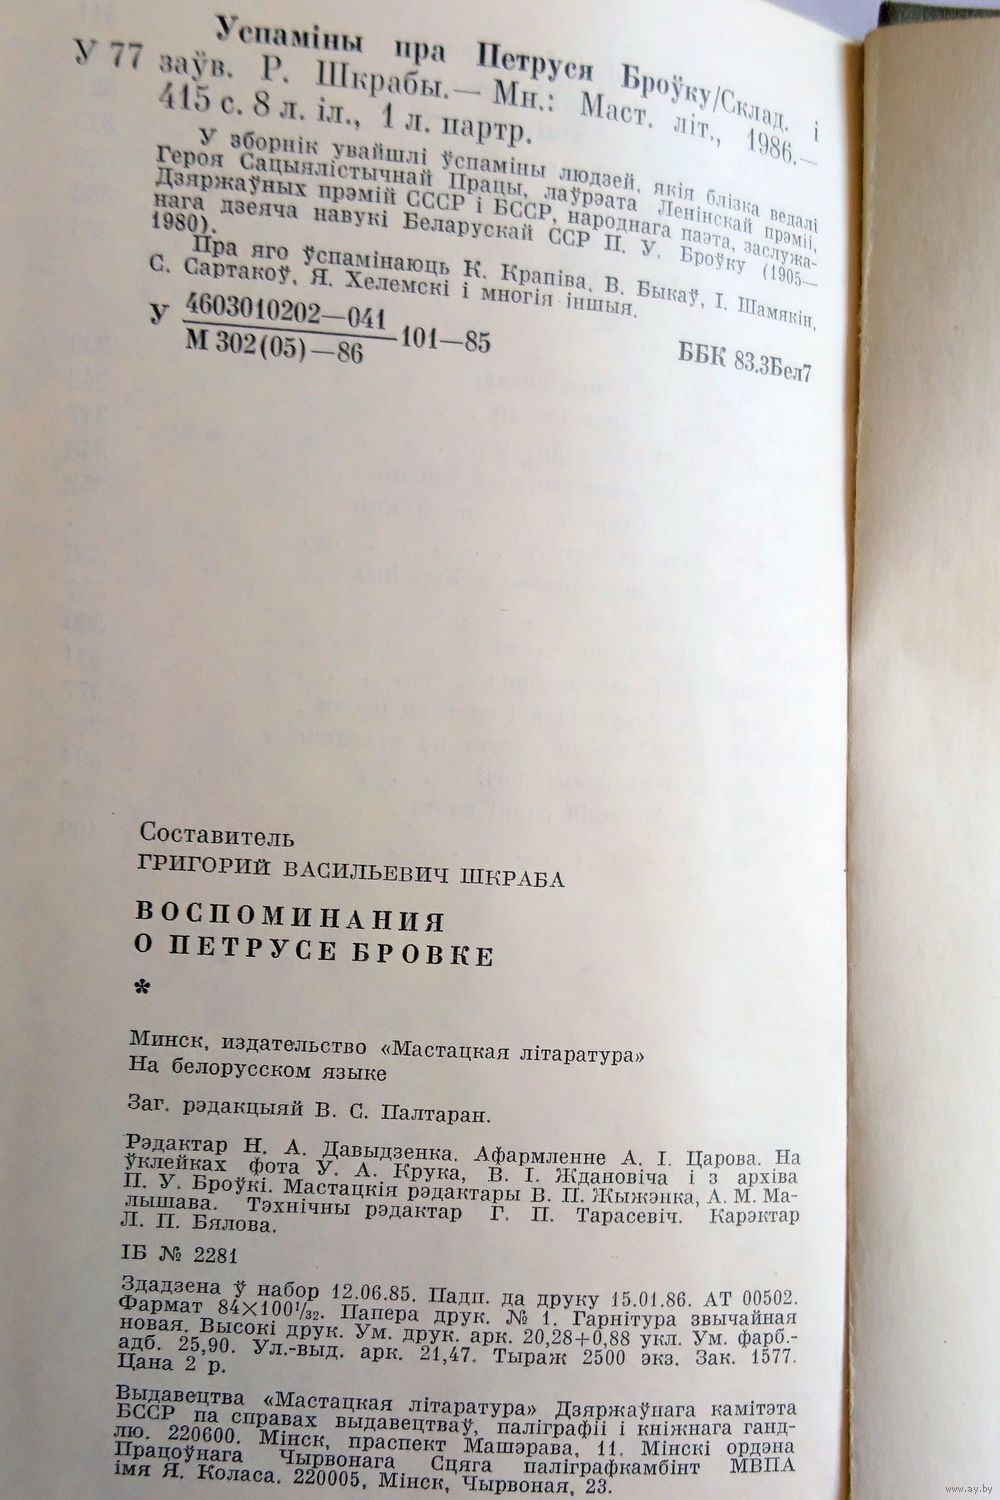 Успаміны пра Петруся Броўку/Склад. і
У 77 заўв. Р. Шкрабы.— Мн.: Маст. літ., 1986.—
415 с. 8 л. іл., 1 л. партр.
У зборнік увайшлі ўспаміны людзей, якія блізка ведалі
Героя Сацыялістычнай Працы, лаўрэата Ленінскай прэміі,
Дзяржаўных прэмій СССР і БССР, народнага паэта, заслужа-
нага дзеяча навукі Беларускай ССР П. У. Броўку (1905—
1980).
Пра яго ўспамінаюць К. Крапіва, В. Быкаў, І. Шамякін,
С. Сартакоў, Я. Хелемскі і многія іншыя.
У 4603010202—041
М 302(05)—86 101—85
ББК 83.3Бел7
Составитель
ГРИГОРИЙ ВАСИЛЬЕВИЧ ШКРАБА
ВОСПОМИНАНИЯ
О ПЕТРУСЕ БРОВКЕ
*
Минск, издательство «Мастацкая літаратура»
На белорусском языке
Заг. рэдакцыяй В. С. Палтаран.
Рэдактар Н. А. Давыдзенка. Афармленне А. І. Царова. На
ўклейках фота У. А. Крука, В. І. Ждановіча і з архіва
П. У. Броўкі. Мастацкія рэдактары В. П. Жыжэнка, А. М. Ма-
лышава. Тэхнічны рэдактар Г. П. Тарасевіч. Карэктар
Л. П. Бялова.
ІБ № 2281
Здадзена ў набор 12.06.85. Падп. да друку 15.01.86. АТ 00502.
Фармат 84×100 1/32. Папера друк. № 1. Гарнітура звычайная
новая. Высокі друк. Ум. друк. арк. 20,28+0,88 укл. Ум. фарб.-
адб. 25,90. Ул.-выд. арк. 21,47. Тыраж 2500 экз. Зак. 1577.
Цана 2 р.
Выдавецтва «Мастацкая літаратура» Дзяржаўнага камітэта
БССР па справах выдавецтваў, паліграфіі і кніжнага ганд-
лю. 220600. Мінск, праспект Машэрава, 11. Мінскі ордэна
Працоўнага Чырвонага Сцяга паліграфкамбінт МВПА
імя Я. Коласа. 220005, Мінск, Чырвоная, 23.
www.ay.by